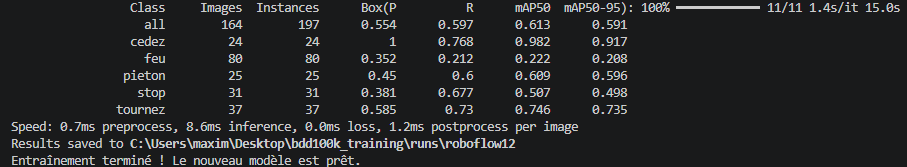 Class Images Instances Box(P R mAP50 mAP50-95): 100% ━━━━━━━━━━━━ 11/11 1.4s/it 15.0s
all 164 197 0.554 0.597 0.613 0.591
cedez 24 24 1 0.768 0.982 0.917
feu 80 80 0.352 0.212 0.222 0.208
pieton 25 25 0.45 0.6 0.609 0.596
stop 31 31 0.381 0.677 0.507 0.498
tournez 37 37 0.585 0.73 0.746 0.735
Speed: 0.7ms preprocess, 8.6ms inference, 0.0ms loss, 1.2ms postprocess per image
Results saved to C:\Users\maxim\Desktop\bdd100k_training\runs\roboflow12
Entraînement terminé ! Le nouveau modèle est prêt.